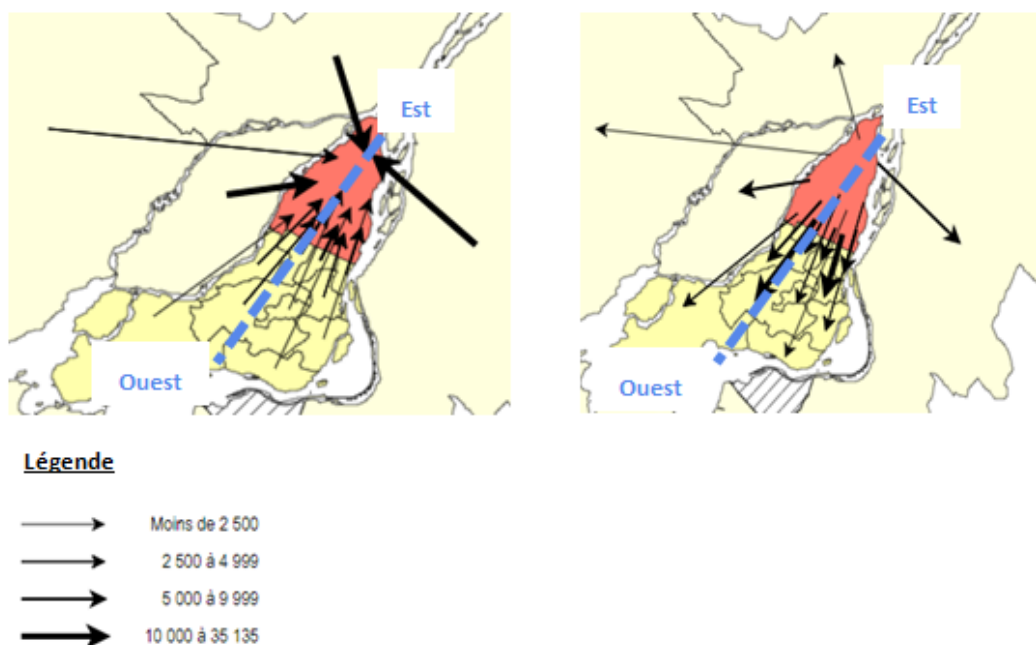 Est
Ouest
Est
Ouest
Légende
Moins de 2 500
2 500 à 4 999
5 000 à 9 999
10 000 à 35 135